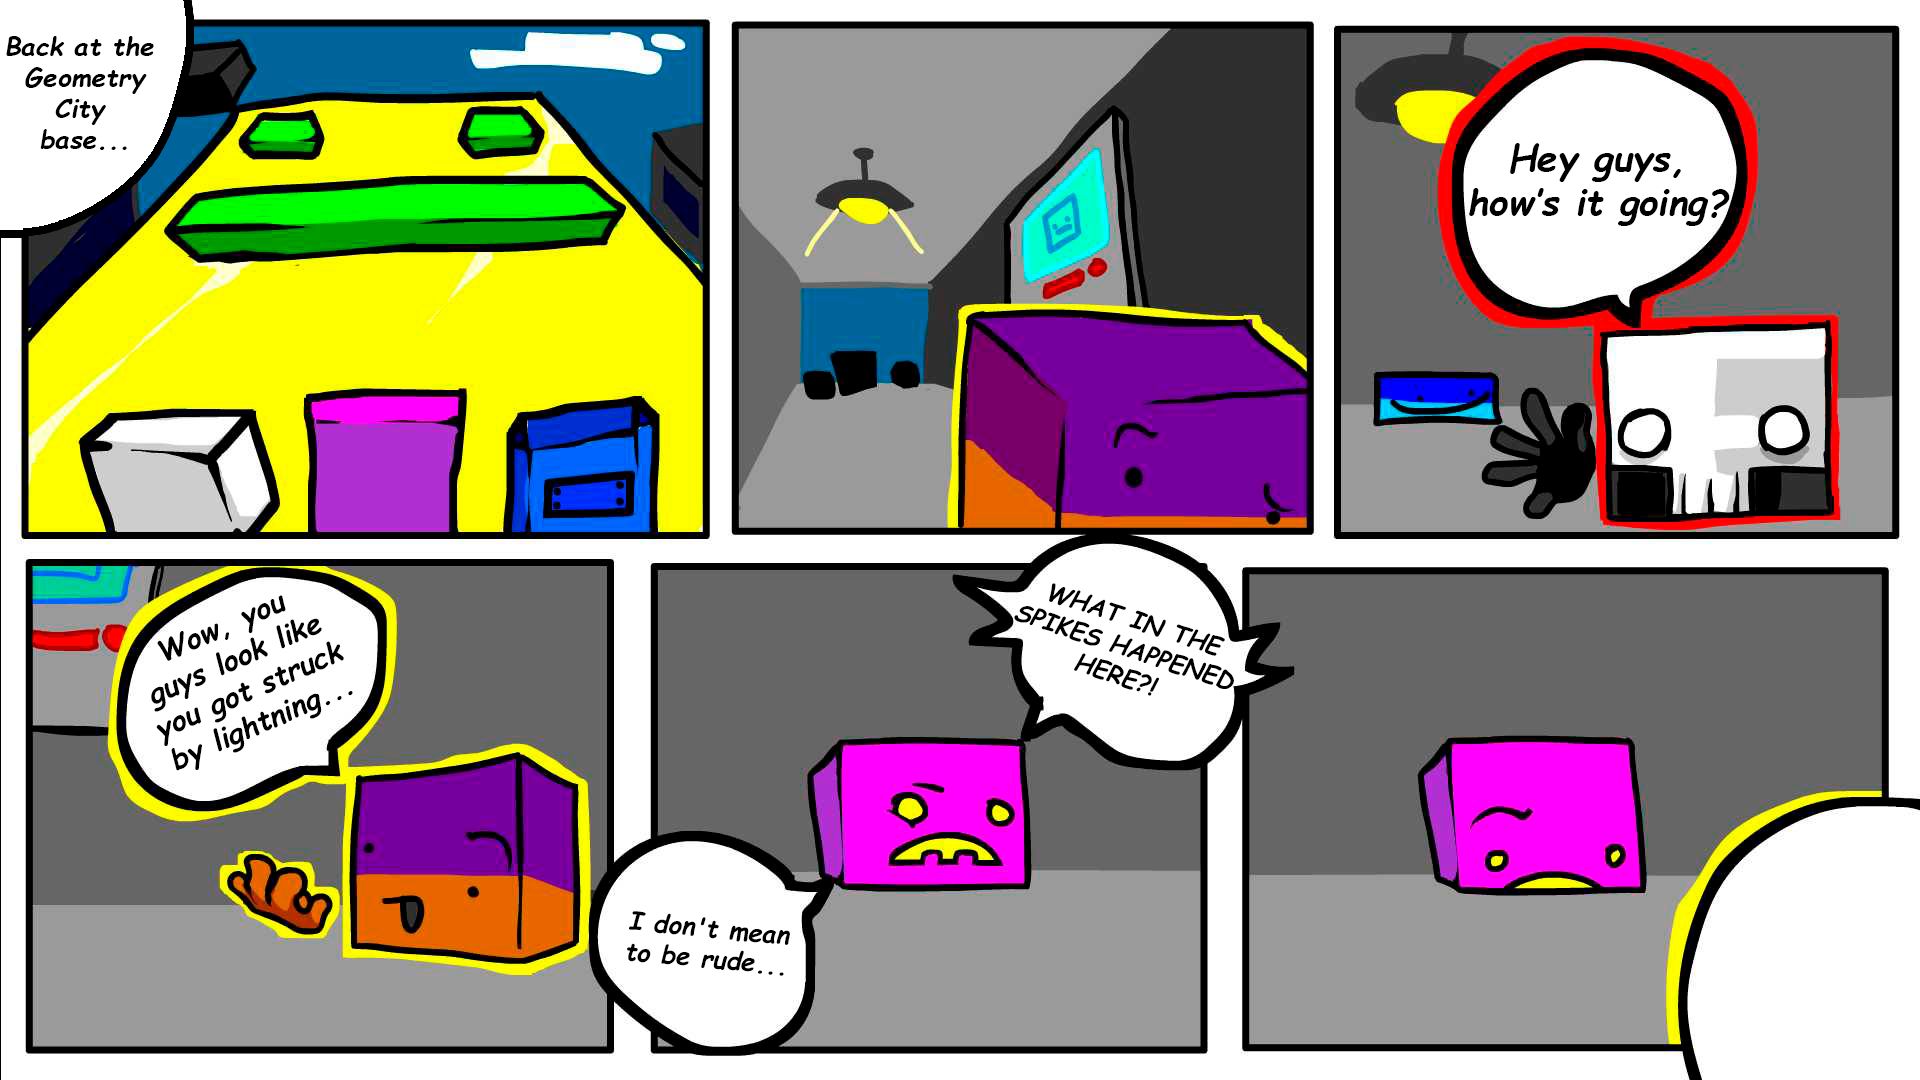 Back at the
Geometry
City
base...
Hey guys,
how's it going?
Wow, you
guys look like
you got struck
by lightning...
I don't mean
to be rude...
WHAT IN THE
SPIKES HAPPENED
HERE?!